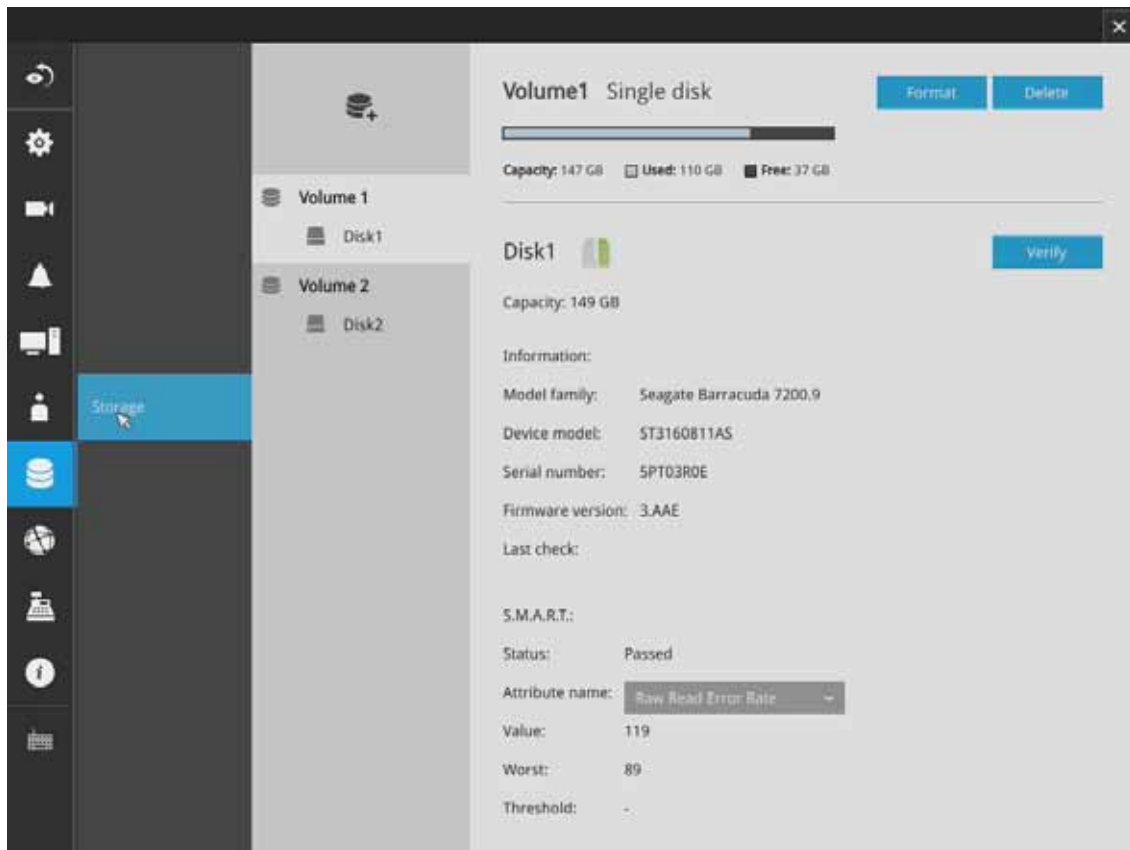 Volume1 Single disk
Format
Delete
Capacity: 147 GB Used: 110 GB Free: 37 GB
Volume 1
Disk1
Volume 2
Disk2
Storage
Disk1
Verify
Capacity: 149 GB
Information:
Model family: Seagate Barracuda 7200.9
Device model: ST3160811AS
Serial number: 5PT03R0E
Firmware version: 3.AAE
Last check:
S.M.A.R.T.:
Status: Passed
Attribute name: Raw Read Error Rate
Value: 119
Worst: 89
Threshold: -